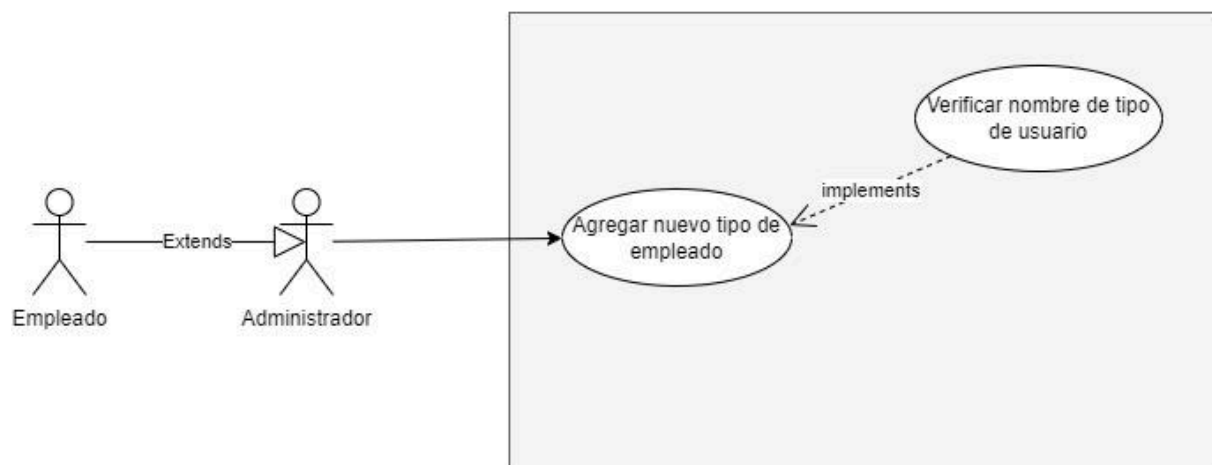 Verificar nombre de tipo
de usuario
implements
Agregar nuevo tipo de
empleado
Extends
Empleado
Administrador